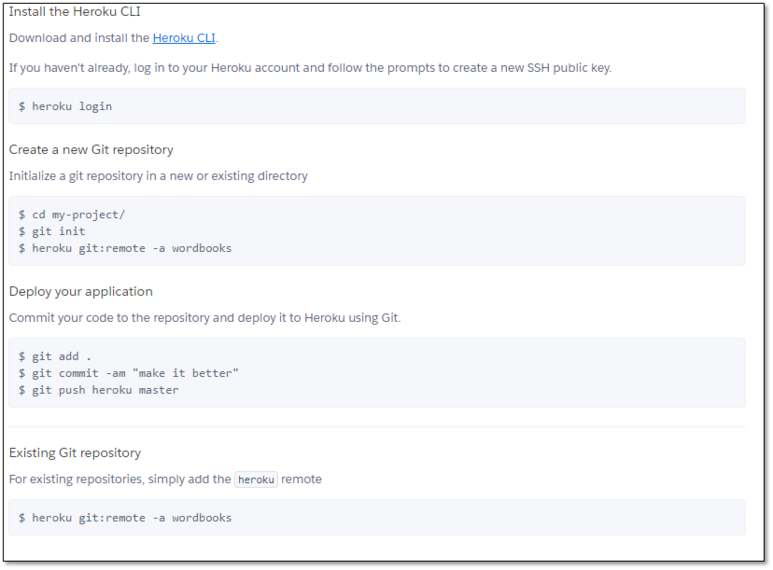 Install the Heroku CLI
Download and install the Heroku CLI.
If you haven't already, log in to your Heroku account and follow the prompts to create a new SSH public key.
$ heroku login
Create a new Git repository
Initialize a git repository in a new or existing directory
$ cd my-project/
$ git init
$ heroku git:remote -a wordbooks
Deploy your application
Commit your code to the repository and deploy it to Heroku using Git.
$ git add .
$ git commit -am "make it better"
$ git push heroku master
Existing Git repository
For existing repositories, simply add the heroku remote
$ heroku git:remote -a wordbooks